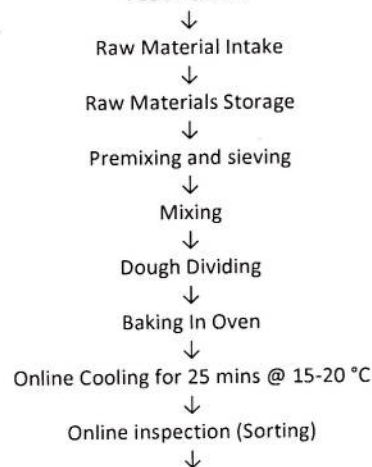 ↓
Raw Material Intake
↓
Raw Materials Storage
↓
Premixing and sieving
↓
Mixing
↓
Dough Dividing
↓
Baking In Oven
↓
Online Cooling for 25 mins @ 15-20 °C
↓
Online inspection (Sorting)
↓